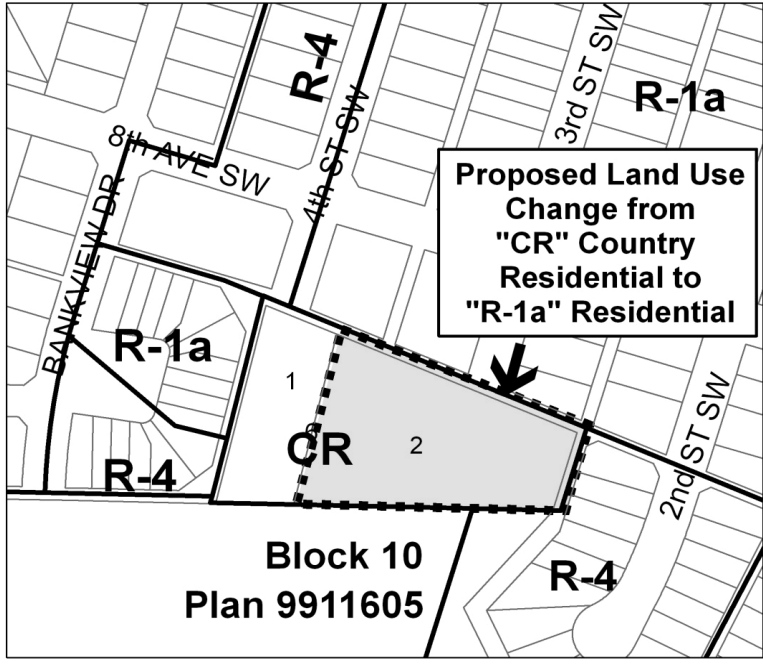 R-4
3rd ST SW
R-1a
8th AVE SW
4th ST SW
Proposed Land Use
Change from
"CR" Country
Residential to
"R-1a" Residential
BANKVIEW DR
R-1a
1
2
CR
2nd ST SW
R-4
Block 10
Plan 9911605
R-4